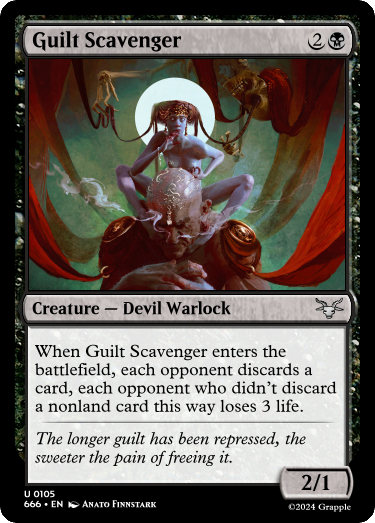 Guilt Scavenger 2
Creature — Devil Warlock
When Guilt Scavenger enters the
battlefield, each opponent discards a
card, each opponent who didn't discard
a nonland card this way loses 3 life.
The longer guilt has been repressed, the
sweeter the pain of freeing it.
2/1
U 0105
666 • EN Anato Finnstark
©2024 Grapple